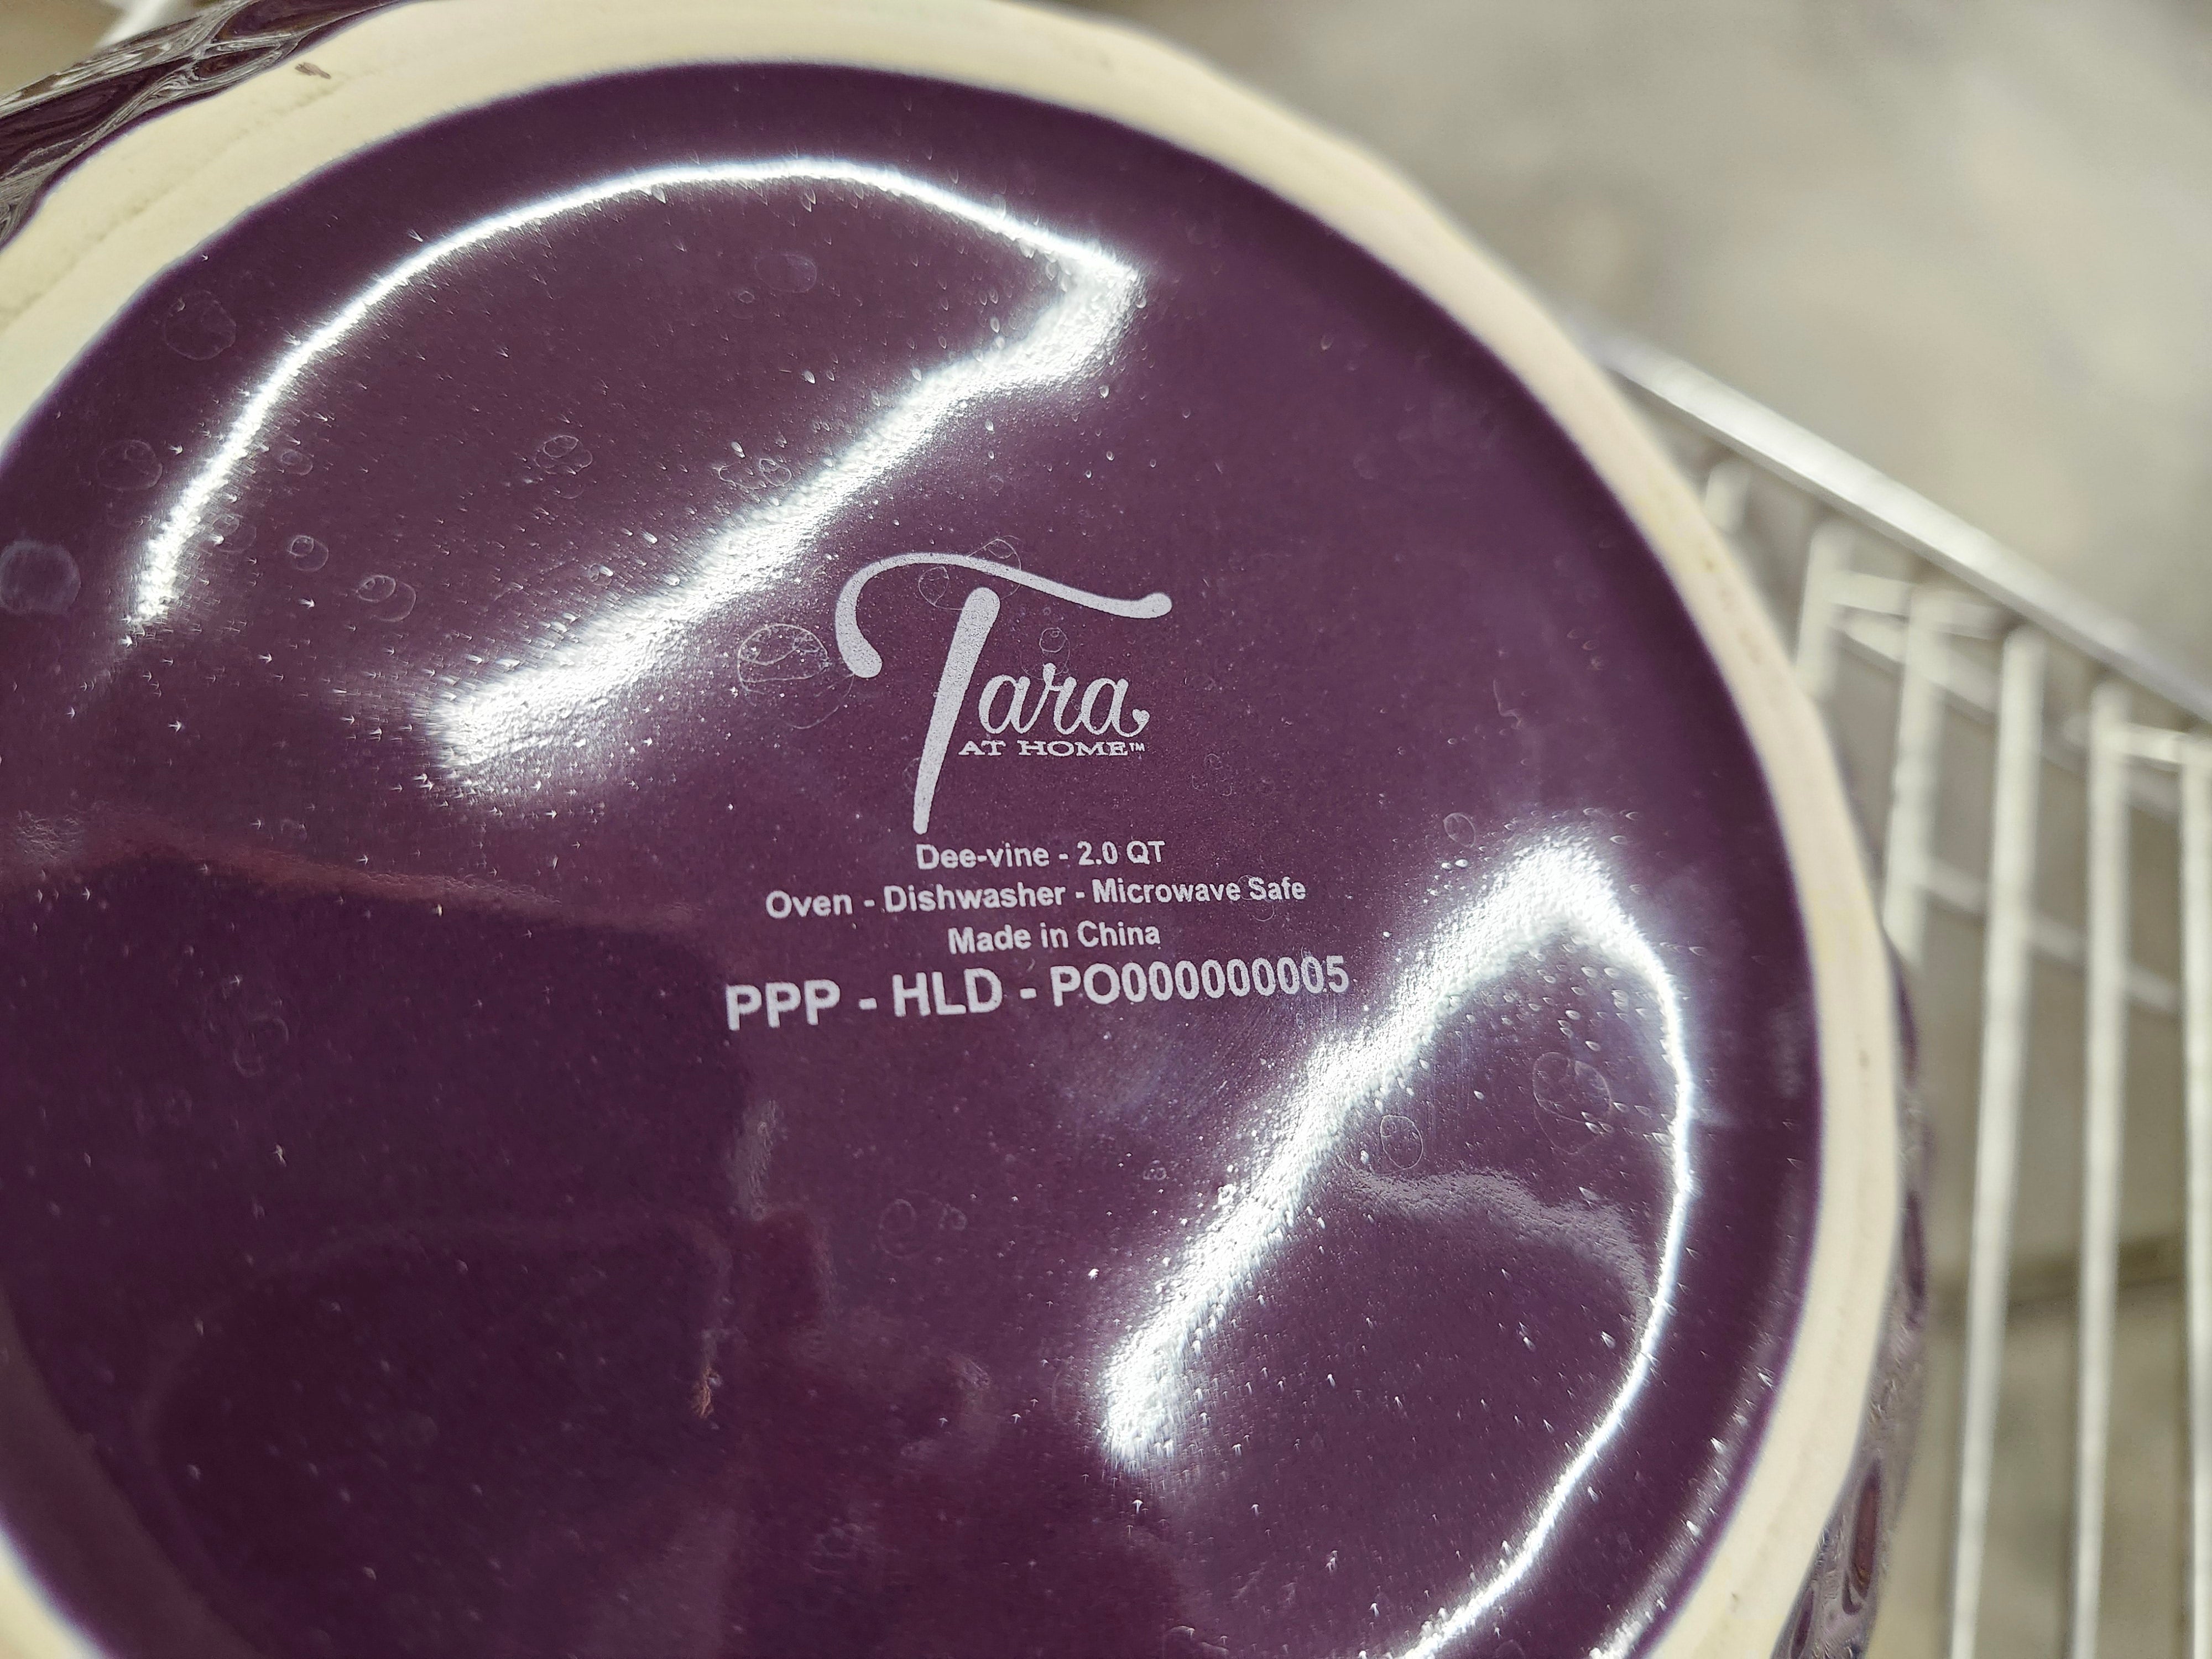 Tara
AT HOME™
Dee-vine - 2.0 QT
Oven - Dishwasher - Microwave Safe
Made in China
PPP - HLD - PO000000005